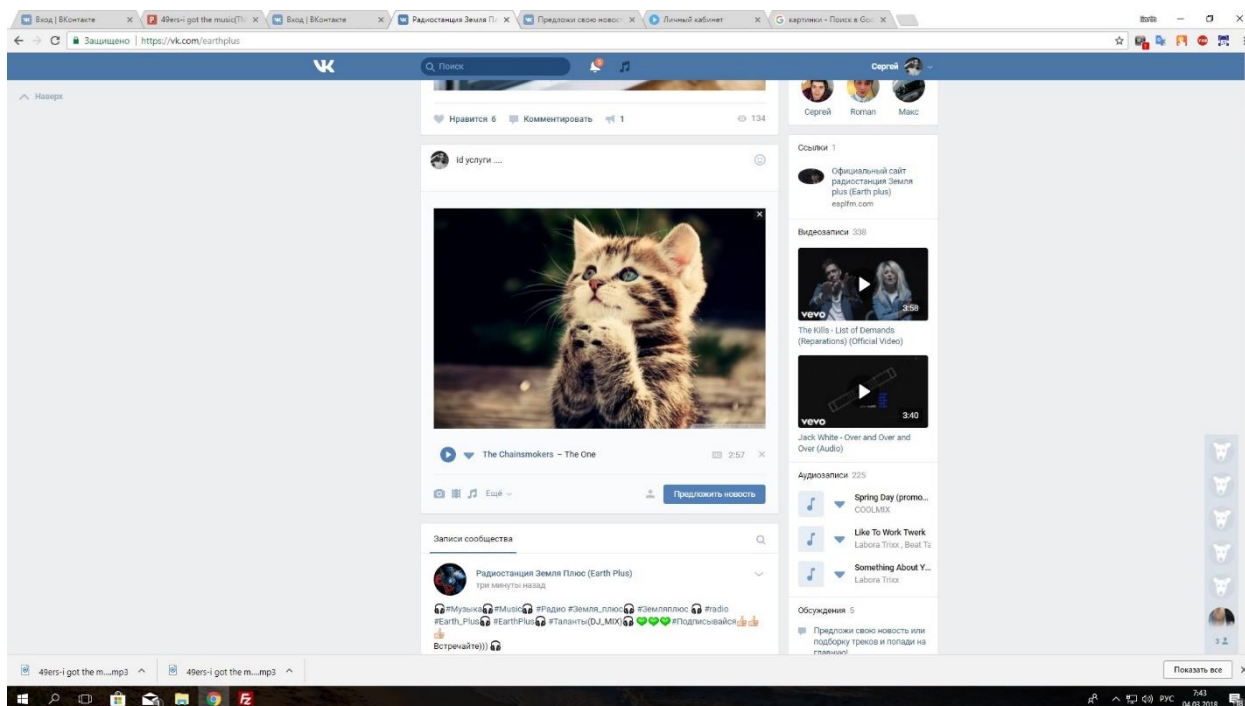 Вход | ВКонтакте
49ers-i got the music(Th
Вход | ВКонтакте
Радиостанция Земля Пл
Предложи свою новос
Личный кабинет
картинки - Поиск в Goo
Защищено | https://vk.com/earthplus
Поиск
Сергей
Наверх
Нравится 6 Комментировать 1 134
Сергей Roman Макс
id услуги ....
Ссылки 1
Официальный сайт
радиостанция Земля
plus (Earth plus)
esplfm.com
Видеозаписи 338
vevo 3:58
The Kills - List of Demands
(Reparations) (Official Video)
vevo 3:40
Jack White - Over and Over and
Over (Audio)
The Chainsmokers – The One 2:57
Ещё
Предложить новость
Аудиозаписи 225
Spring Day (promo...
COOLMIX
Like To Work Twerk
Labora Trixx , Beat Ta
Something About Y...
Labora Trixx
Записи сообщества
Радиостанция Земля Плюс (Earth Plus)
три минуты назад
#Музыка #Music #Радио #Земля_плюс #Земляплюс #radio
#Earth_Plus #EarthPlus #Таланты(DJ_MIX) #Подписывайся
Встречайте)))
Обсуждения 5
Предложи свою новость или
подборку треков и попади на
главную!
3
49ers-i got the m....mp3
49ers-i got the m....mp3
Показать все
РУС
7:43
04.03.2018